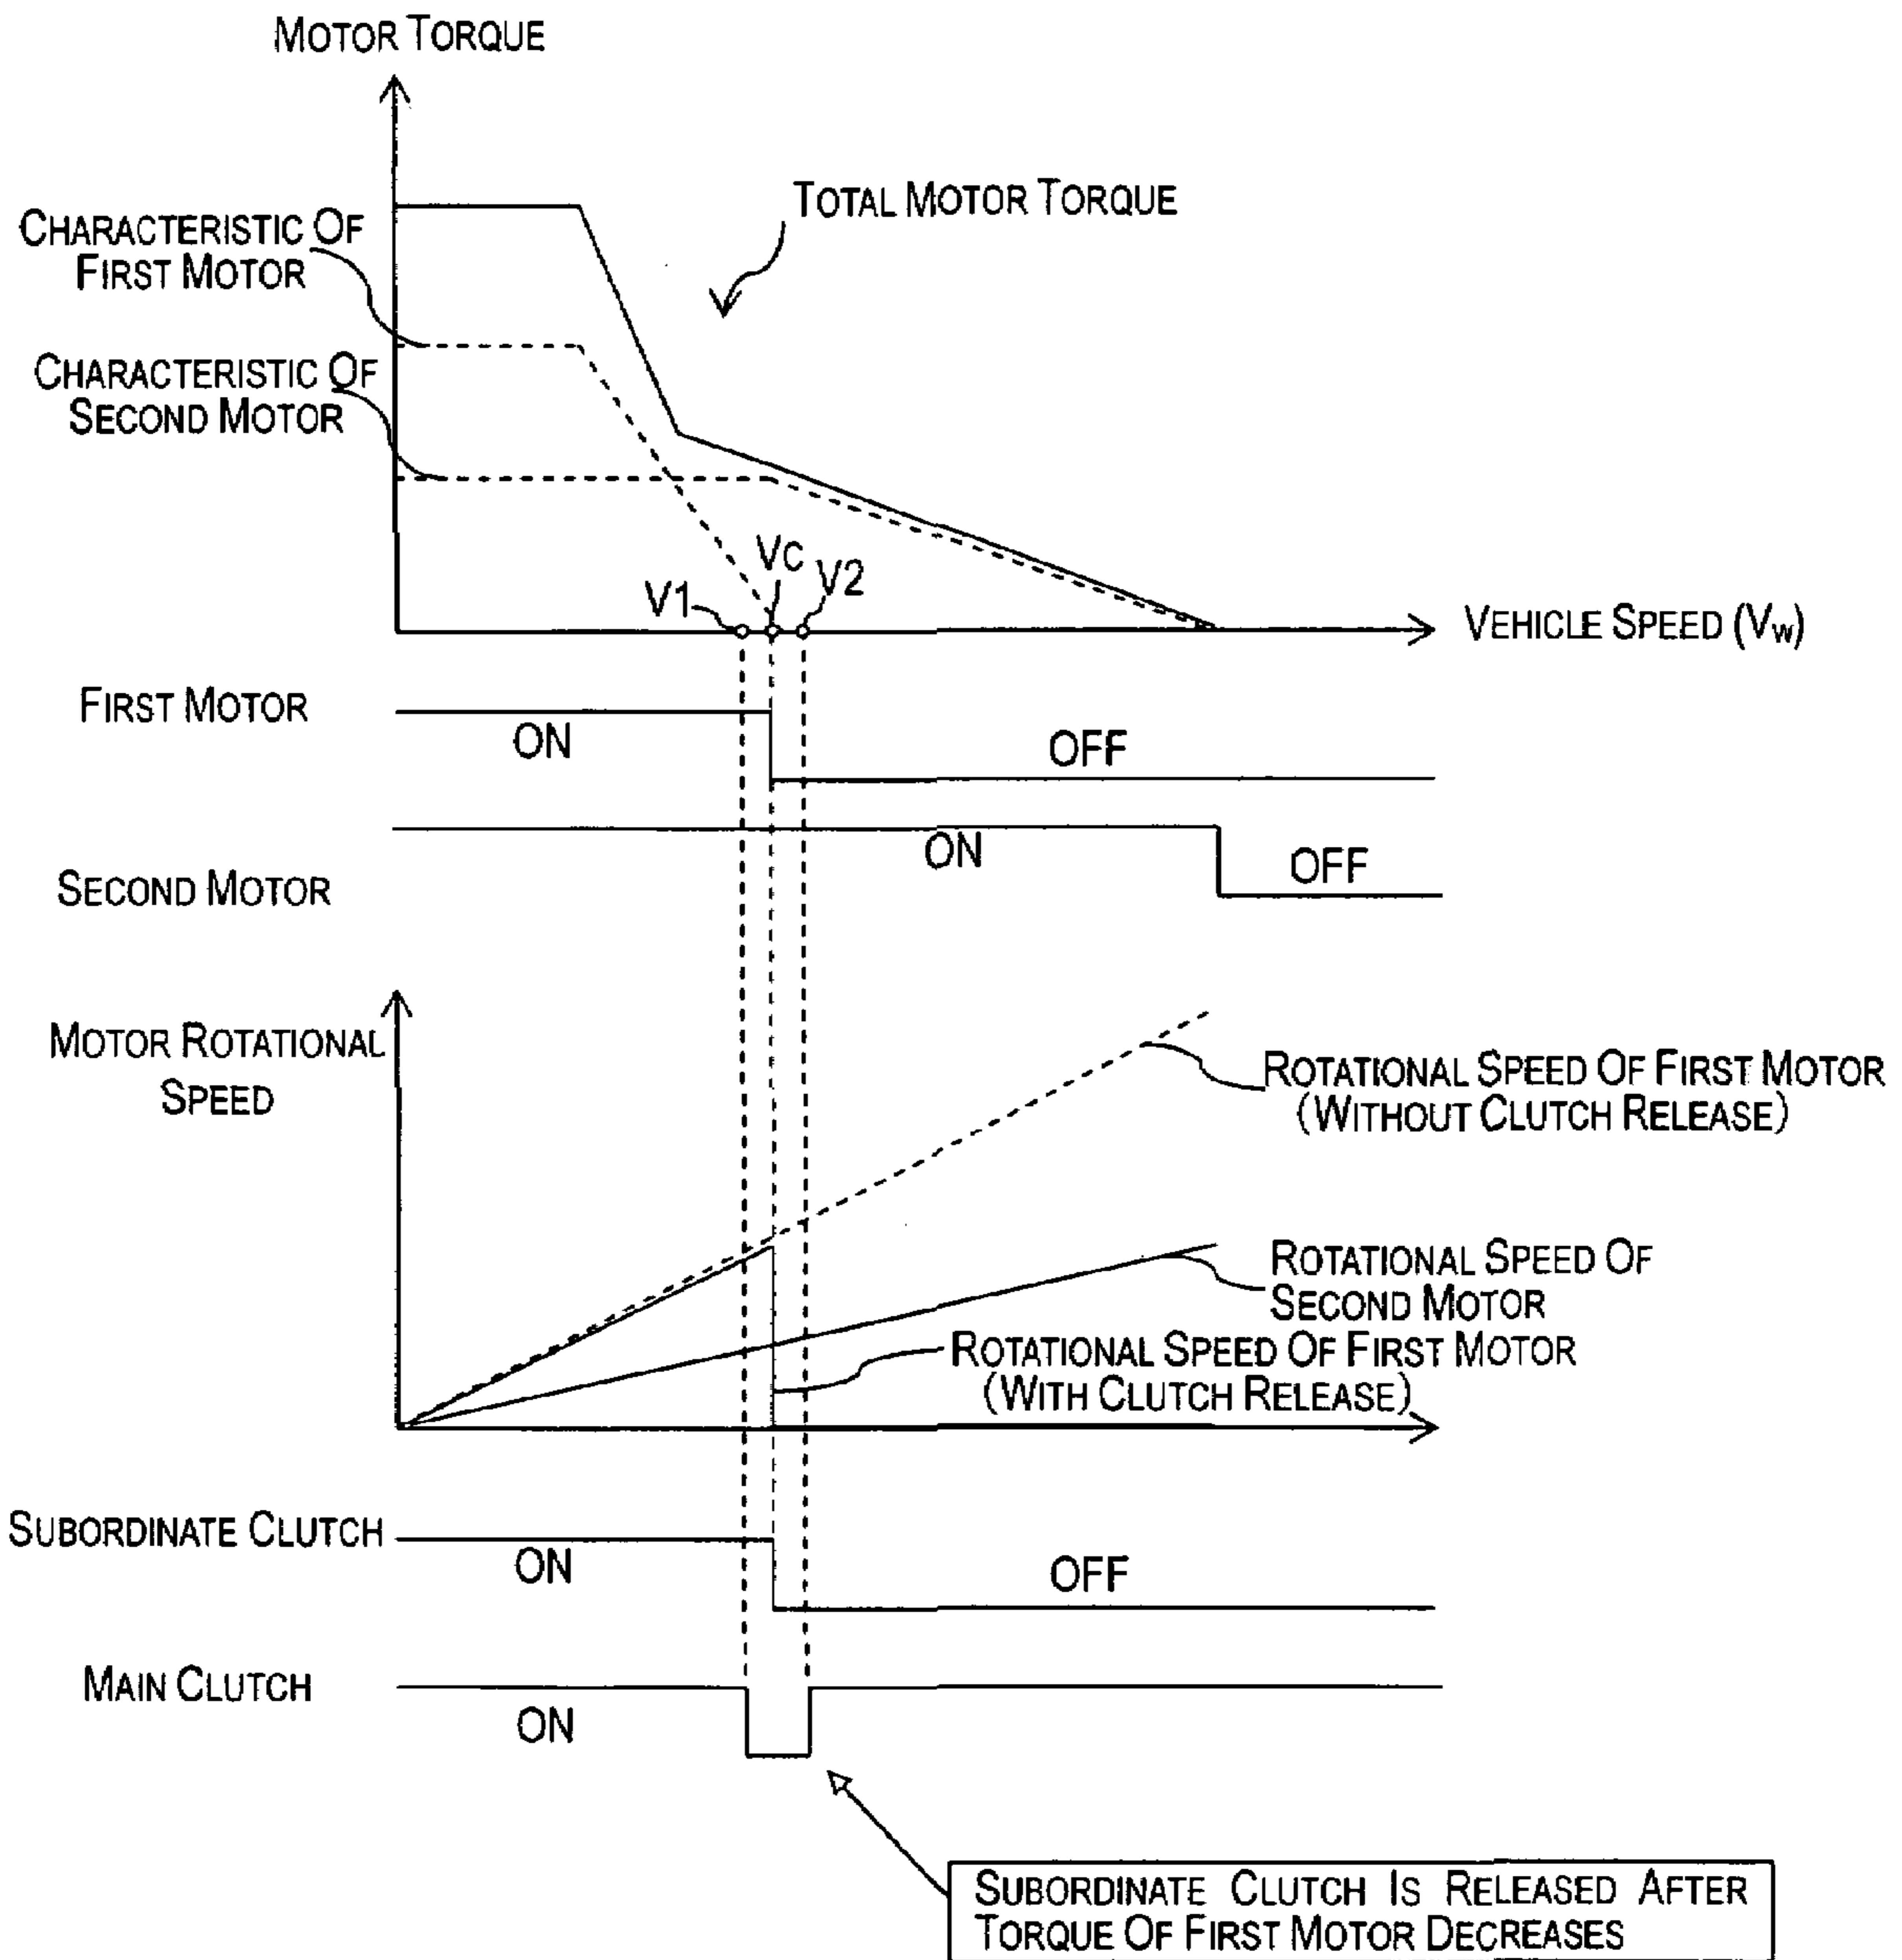 MOTOR TORQUE
TOTAL MOTOR TORQUE
CHARACTERISTIC OF
FIRST MOTOR
CHARACTERISTIC OF
SECOND MOTOR
V1
VC
V2
VEHICLE SPEED (VW)
FIRST MOTOR
ON
OFF
SECOND MOTOR
ON
OFF
MOTOR ROTATIONAL
SPEED
ROTATIONAL SPEED OF FIRST MOTOR
(WITHOUT CLUTCH RELEASE)
ROTATIONAL SPEED OF
SECOND MOTOR
ROTATIONAL SPEED OF FIRST MOTOR
(WITH CLUTCH RELEASE)
SUBORDINATE CLUTCH
ON
OFF
MAIN CLUTCH
ON
SUBORDINATE CLUTCH IS RELEASED AFTER
TORQUE OF FIRST MOTOR DECREASES